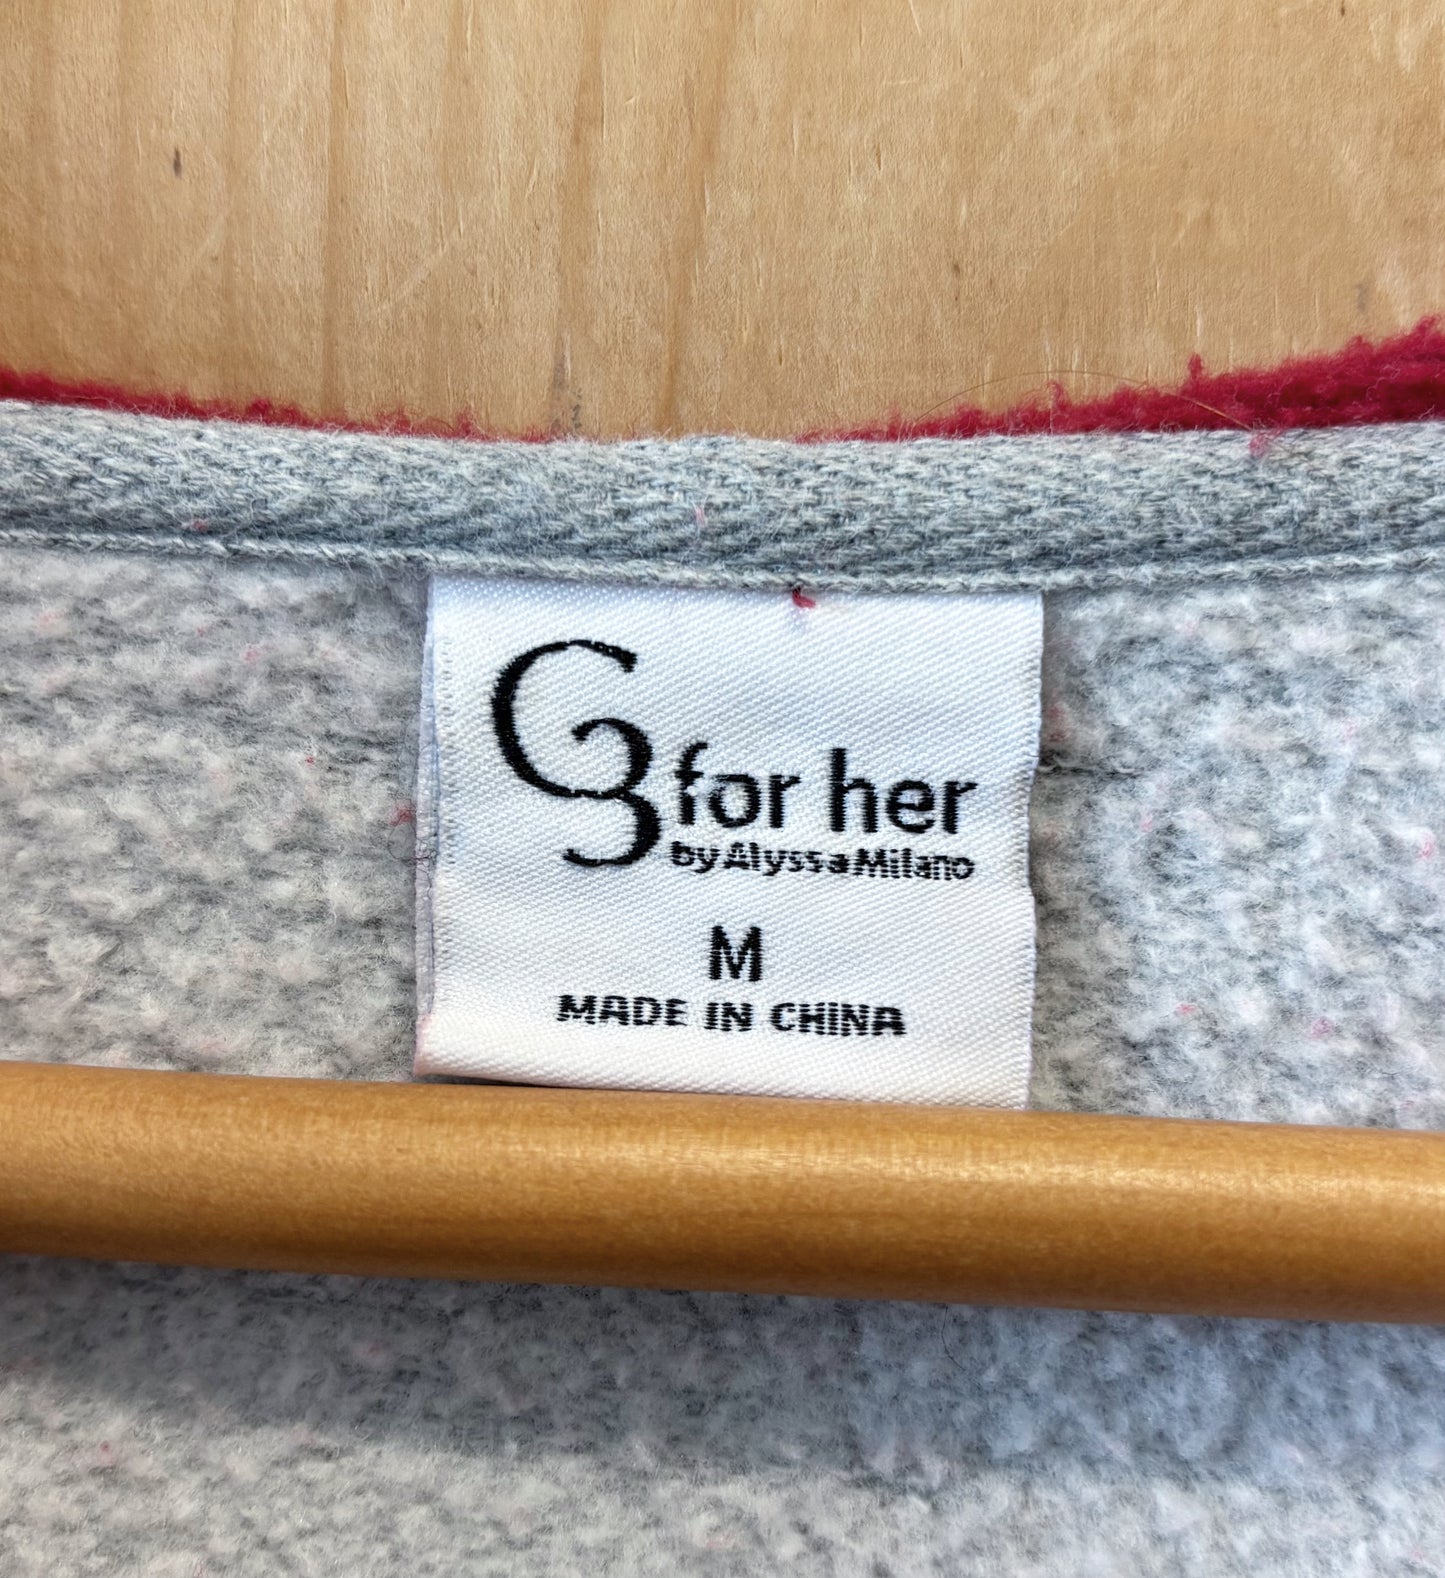 G3 for her
by Alyssa Milano
M
MADE IN CHINA